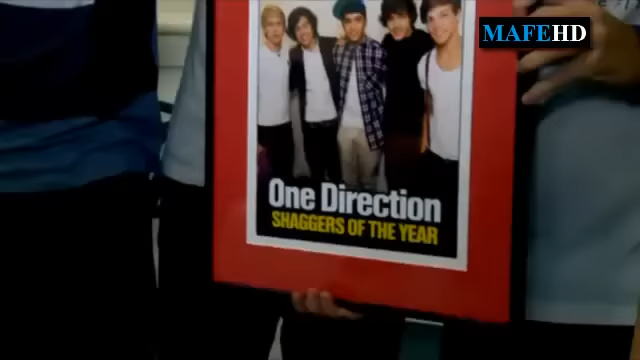 MAFEHD
One Direction
SHAGGERS OF THE YEAR